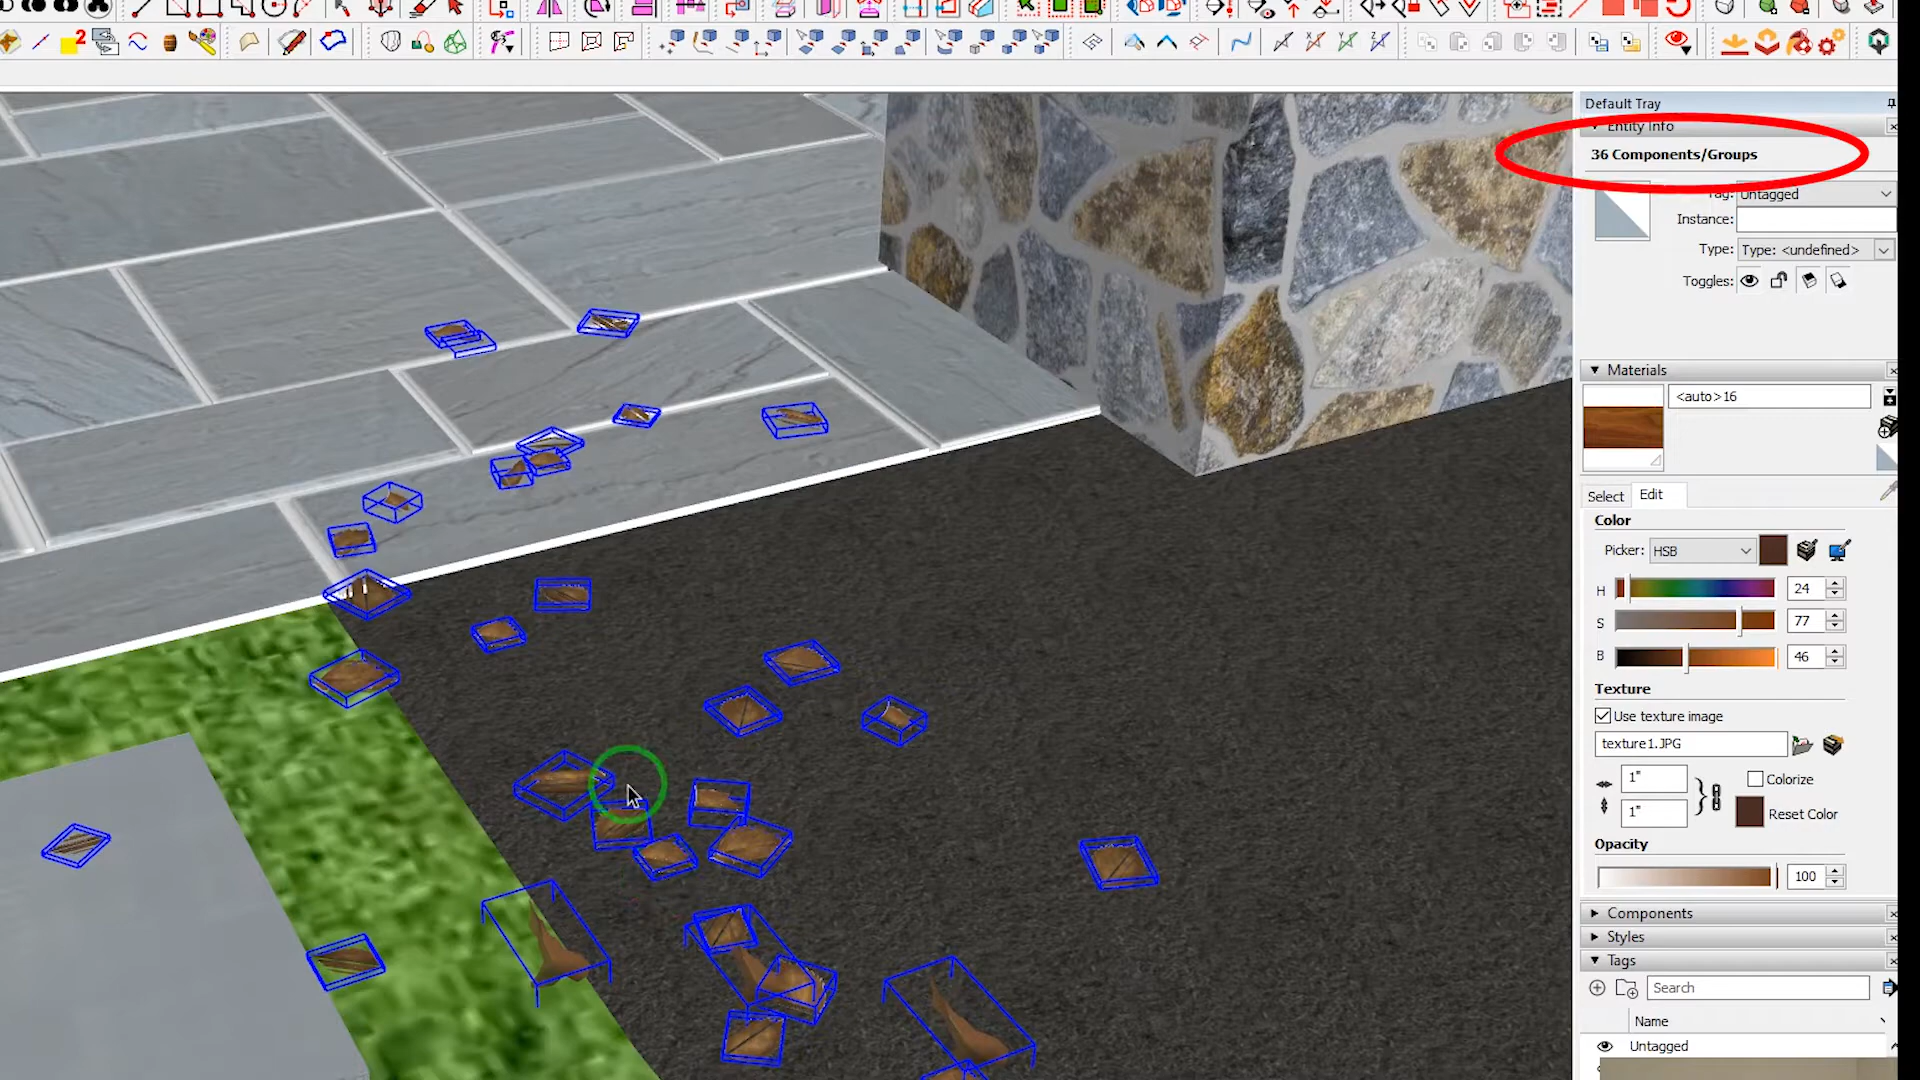 2
Default Tray
Entity Info
36 Components/Groups
Tag: Untagged
Instance:
Type: Type: <undefined>
Toggles:
Materials
<auto>16
Select Edit
Color
Picker: HSB
H 24
S 77
B 46
Texture
Use texture image
texture1.JPG
1" Colorize
1" Reset Color
Opacity
100
Components
Styles
Tags
Search
Name
Untagged